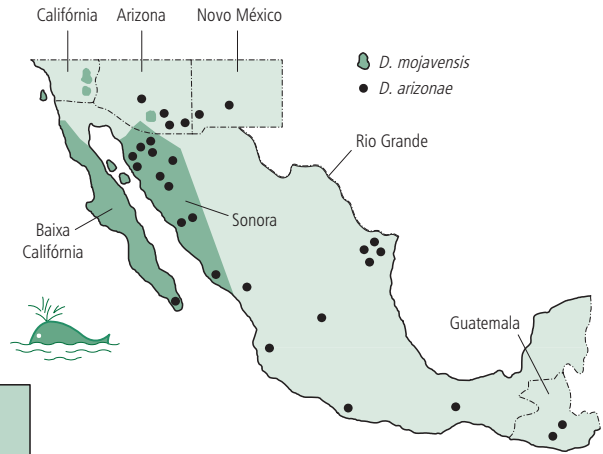 Califórnia
Arizona
Novo México
D. mojavensis
D. arizonae
Rio Grande
Sonora
Baixa
Califórnia
Guatemala